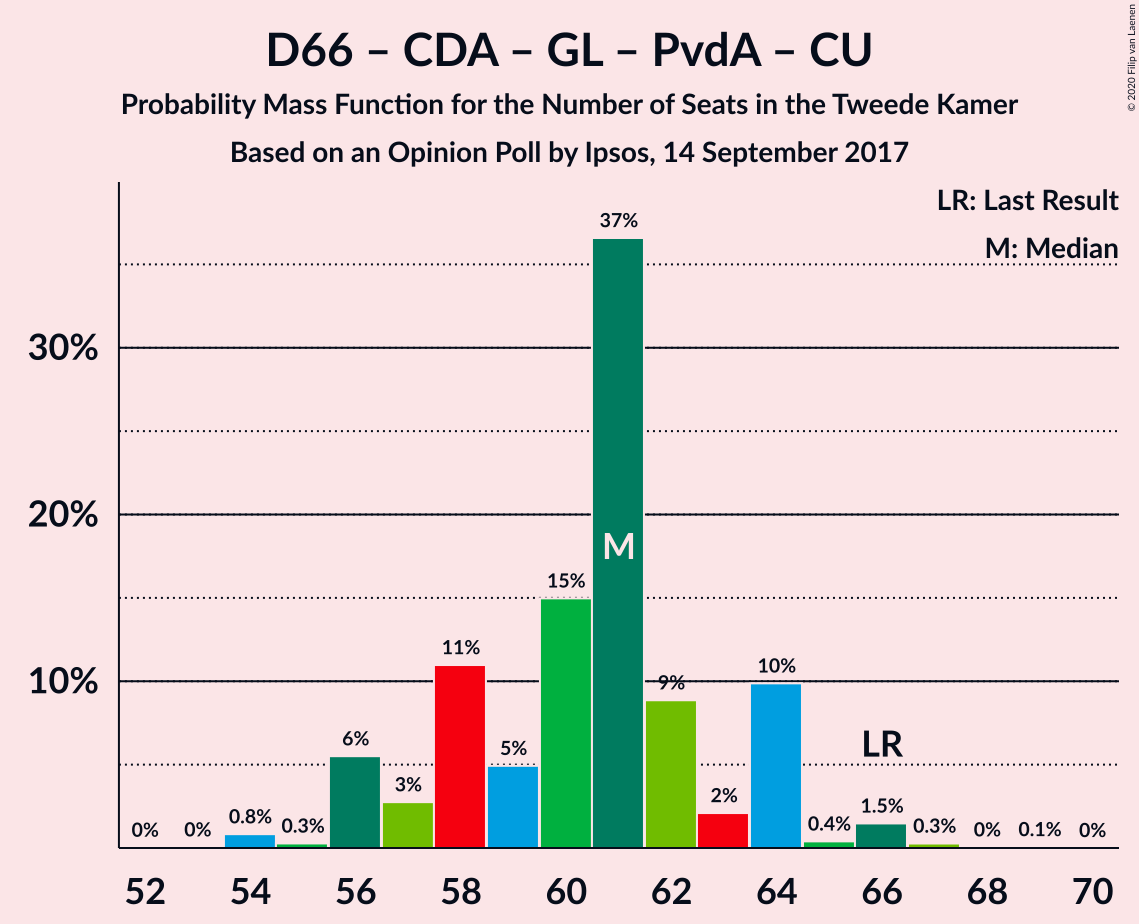 D66 – CDA – GL – PvdA – CU
Probability Mass Function for the Number of Seats in the Tweede Kamer
Based on an Opinion Poll by Ipsos, 14 September 2017
© 2020 Filip van Laenen
LR: Last Result
M: Median
30%
20%
10%
0%
0%
0.8%
0.3%
6%
3%
11%
5%
15%
37%
M
9%
2%
10%
0.4%
LR
1.5%
0.3%
0%
0.1%
0%
52 54 56 58 60 62 64 66 68 70